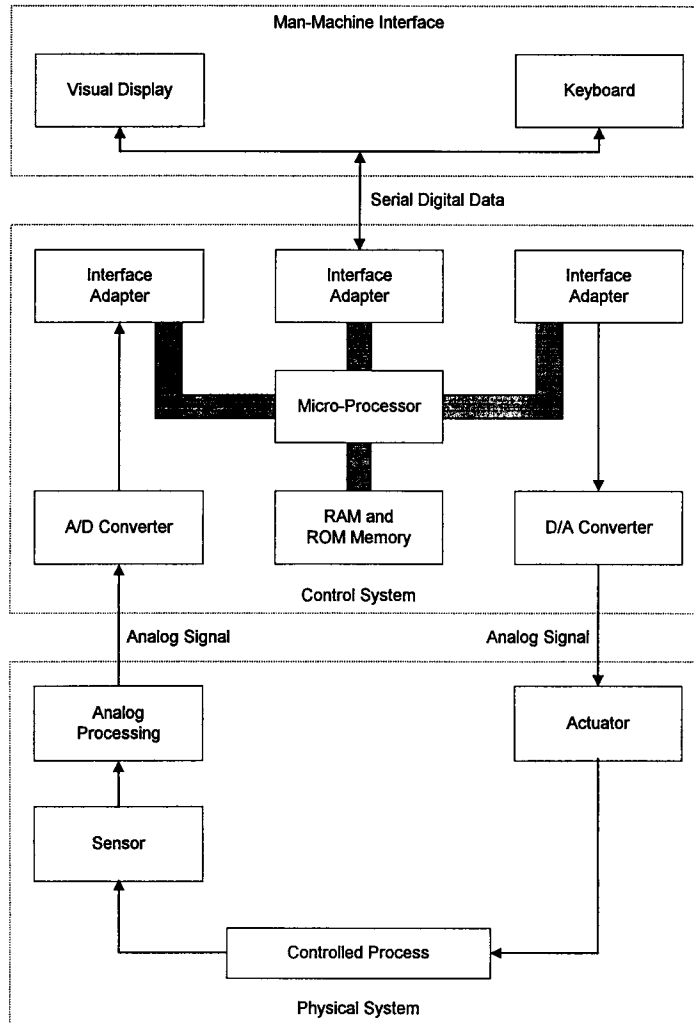 Man-Machine Interface
Visual Display
Keyboard
Serial Digital Data
Interface
Adapter
Interface
Adapter
Interface
Adapter
Micro-Processor
A/D Converter
RAM and
ROM Memory
D/A Converter
Control System
Analog Signal
Analog Signal
Analog
Processing
Actuator
Sensor
Controlled Process
Physical System